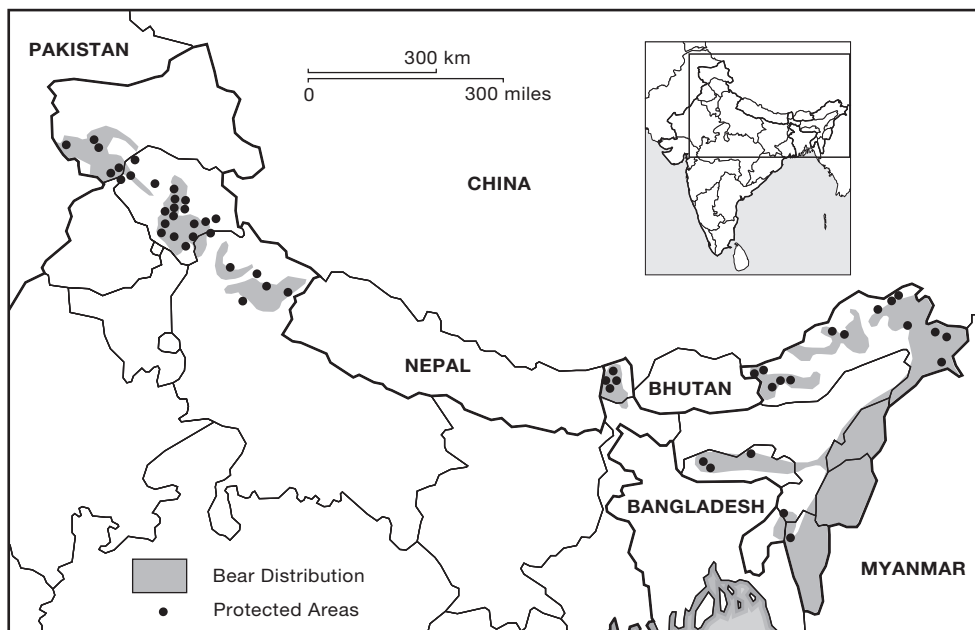 PAKISTAN
300 km
0 300 miles
CHINA
NEPAL
BHUTAN
BANGLADESH
MYANMAR
Bear Distribution
Protected Areas